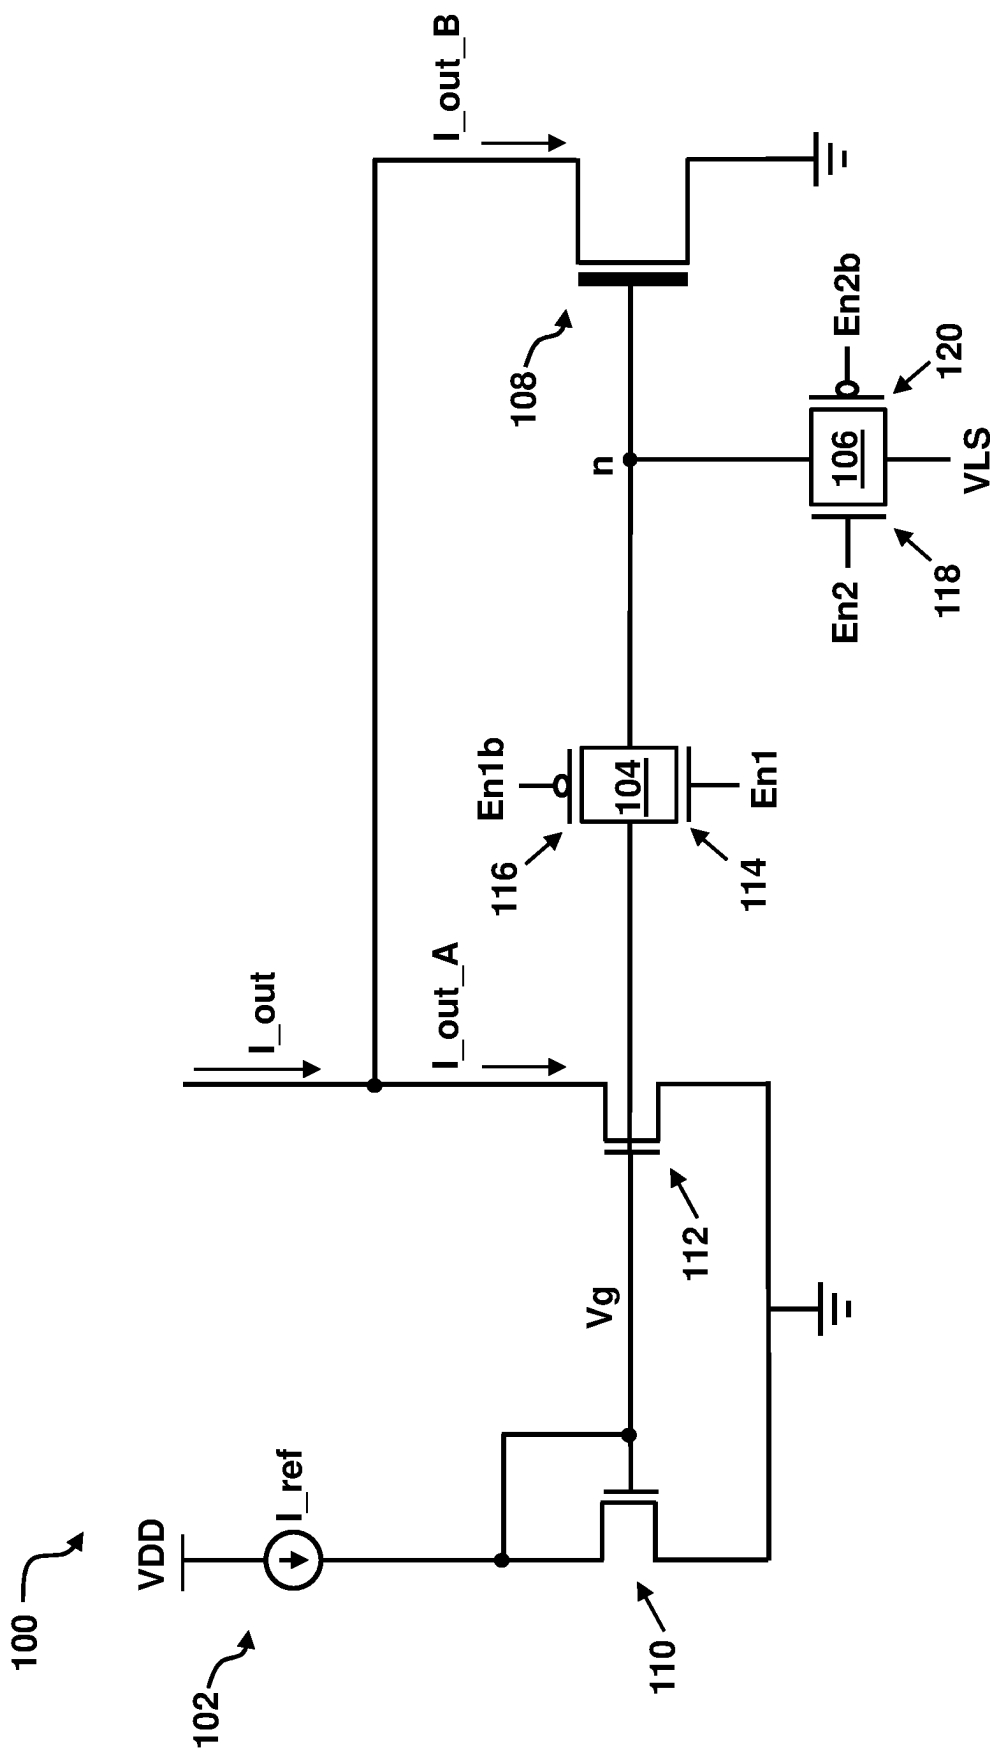 100
102
VDD
I_ref
110
Vg
112
I_out
I_out_A
116
En1b
104
114
En1
I_out_B
108
n
106
En2
118
En2b
120
VLS